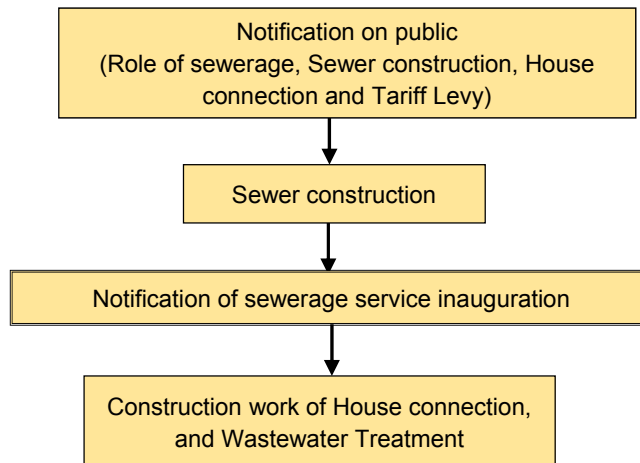 Notification on public
(Role of sewerage, Sewer construction, House
connection and Tariff Levy)
Sewer construction
Notification of sewerage service inauguration
Construction work of House connection,
and Wastewater Treatment